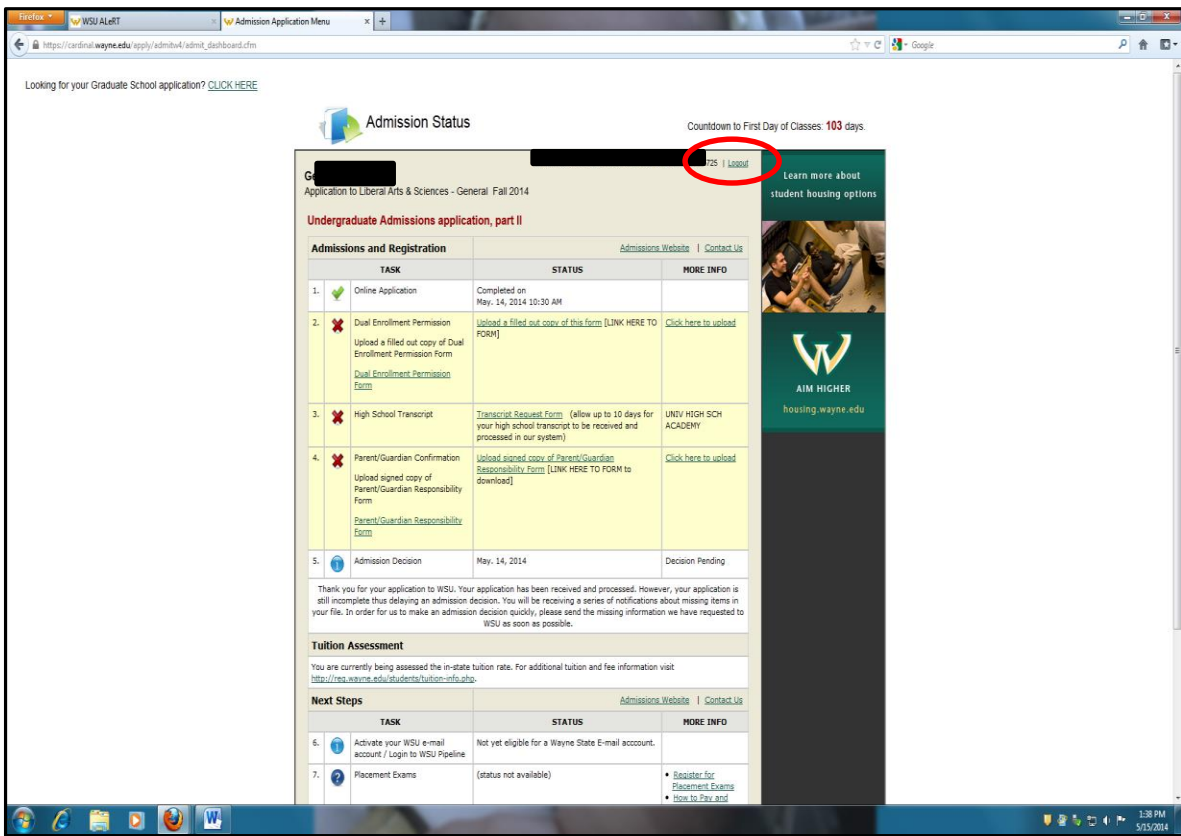 Firefox
WSU ALeRT
Admission Application Menu
https://cardinal.wayne.edu/apply/admitw4/admit_dashboard.cfm
Google
Looking for your Graduate School application? CLICK HERE
Admission Status
Countdown to First Day of Classes: 103 days.
725 | Logout
Ge
Application to Liberal Arts & Sciences - General Fall 2014
Undergraduate Admissions application, part II
Admissions and Registration
Admissions Website | Contact Us
TASK STATUS MORE INFO
1. Online Application
Completed on
May. 14, 2014 10:30 AM
2. Dual Enrollment Permission
Upload a filled out copy of Dual
Enrollment Permission Form
Dual Enrollment Permission
Form
Upload a filled out copy of this form [LINK HERE TO
FORM]
Click here to upload
3. High School Transcript
Transcript Request Form (allow up to 10 days for
your high school transcript to be received and
processed in our system)
UNIV HIGH SCH
ACADEMY
4. Parent/Guardian Confirmation
Upload signed copy of
Parent/Guardian Responsibility
Form
Parent/Guardian Responsibility
Form
Upload signed copy of Parent/Guardian
Responsibility Form [LINK HERE TO FORM to
download]
Click here to upload
5. Admission Decision
May. 14, 2014
Decision Pending
Thank you for your application to WSU. Your application has been received and processed. However, your application is
still incomplete thus delaying an admission decision. You will be receiving a series of notifications about missing items in
your file. In order for us to make an admission decision quickly, please send the missing information we have requested to
WSU as soon as possible.
Tuition Assessment
You are currently being assessed the in-state tuition rate. For additional tuition and fee information visit
http://reg.wayne.edu/students/tuition-info.php.
Next Steps
Admissions Website | Contact Us
TASK STATUS MORE INFO
6. Activate your WSU e-mail
account / Login to WSU Pipeline
Not yet eligible for a Wayne State E-mail acccount.
7. Placement Exams
(status not available)
• Register for
Placement Exams
• How to Pay and
Learn more about
student housing options
W
AIM HIGHER
housing.wayne.edu
1:38 PM
5/15/2014